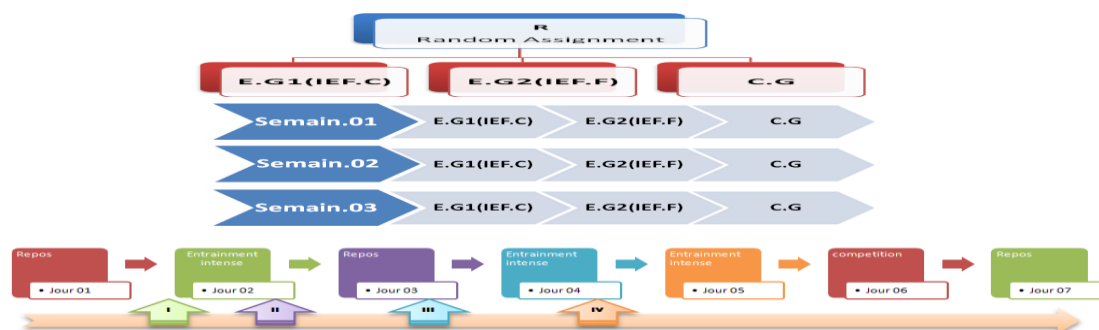 R
Random Assignment
E.G1(IEF.C) E.G2(IEF.F) C.G
Semain.01 E.G1(IEF.C) E.G2(IEF.F) C.G
Semain.02 E.G1(IEF.C) E.G2(IEF.F) C.G
Semain.03 E.G1(IEF.C) E.G2(IEF.F) C.G
Repos
• Jour 01
Entrainment
intense
• Jour 02
Repos
• Jour 03
Entrainment
intense
• Jour 04
Entrainment
intense
• Jour 05
competition
• Jour 06
Repos
• Jour 07
I II III IV